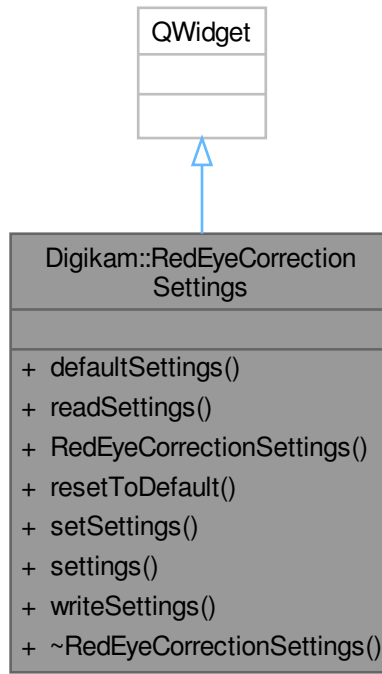 QWidget
Digikam::RedEyeCorrection
Settings
+ defaultSettings()
+ readSettings()
+ RedEyeCorrectionSettings()
+ resetToDefault()
+ setSettings()
+ settings()
+ writeSettings()
+ ~RedEyeCorrectionSettings()